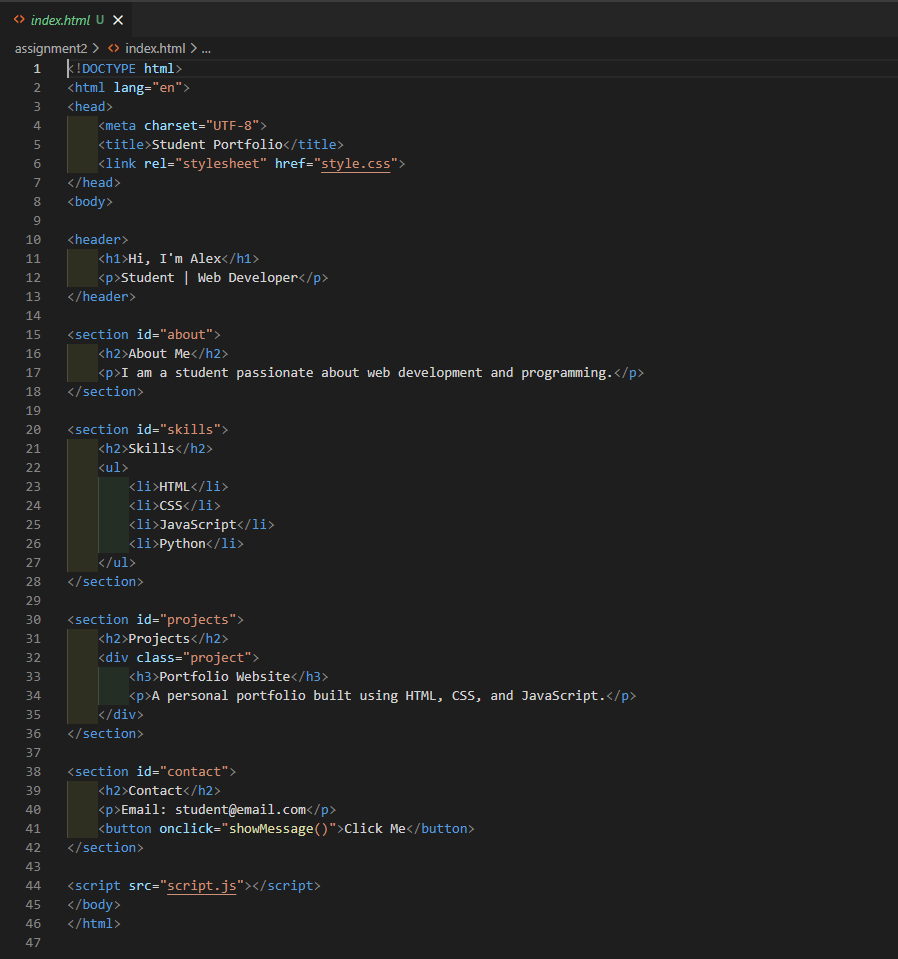 index.html U
assignment2 > index.html > ...
1 <!DOCTYPE html>
2 <html lang="en">
3 <head>
4     <meta charset="UTF-8">
5     <title>Student Portfolio</title>
6     <link rel="stylesheet" href="style.css">
7 </head>
8 <body>
9
10 <header>
11     <h1>Hi, I'm Alex</h1>
12     <p>Student | Web Developer</p>
13 </header>
14
15 <section id="about">
16     <h2>About Me</h2>
17     <p>I am a student passionate about web development and programming.</p>
18 </section>
19
20 <section id="skills">
21     <h2>Skills</h2>
22     <ul>
23         <li>HTML</li>
24         <li>CSS</li>
25         <li>JavaScript</li>
26         <li>Python</li>
27     </ul>
28 </section>
29
30 <section id="projects">
31     <h2>Projects</h2>
32     <div class="project">
33         <h3>Portfolio Website</h3>
34         <p>A personal portfolio built using HTML, CSS, and JavaScript.</p>
35     </div>
36 </section>
37
38 <section id="contact">
39     <h2>Contact</h2>
40     <p>Email: student@email.com</p>
41     <button onclick="showMessage()">Click Me</button>
42 </section>
43
44 <script src="script.js"></script>
45 </body>
46 </html>
47